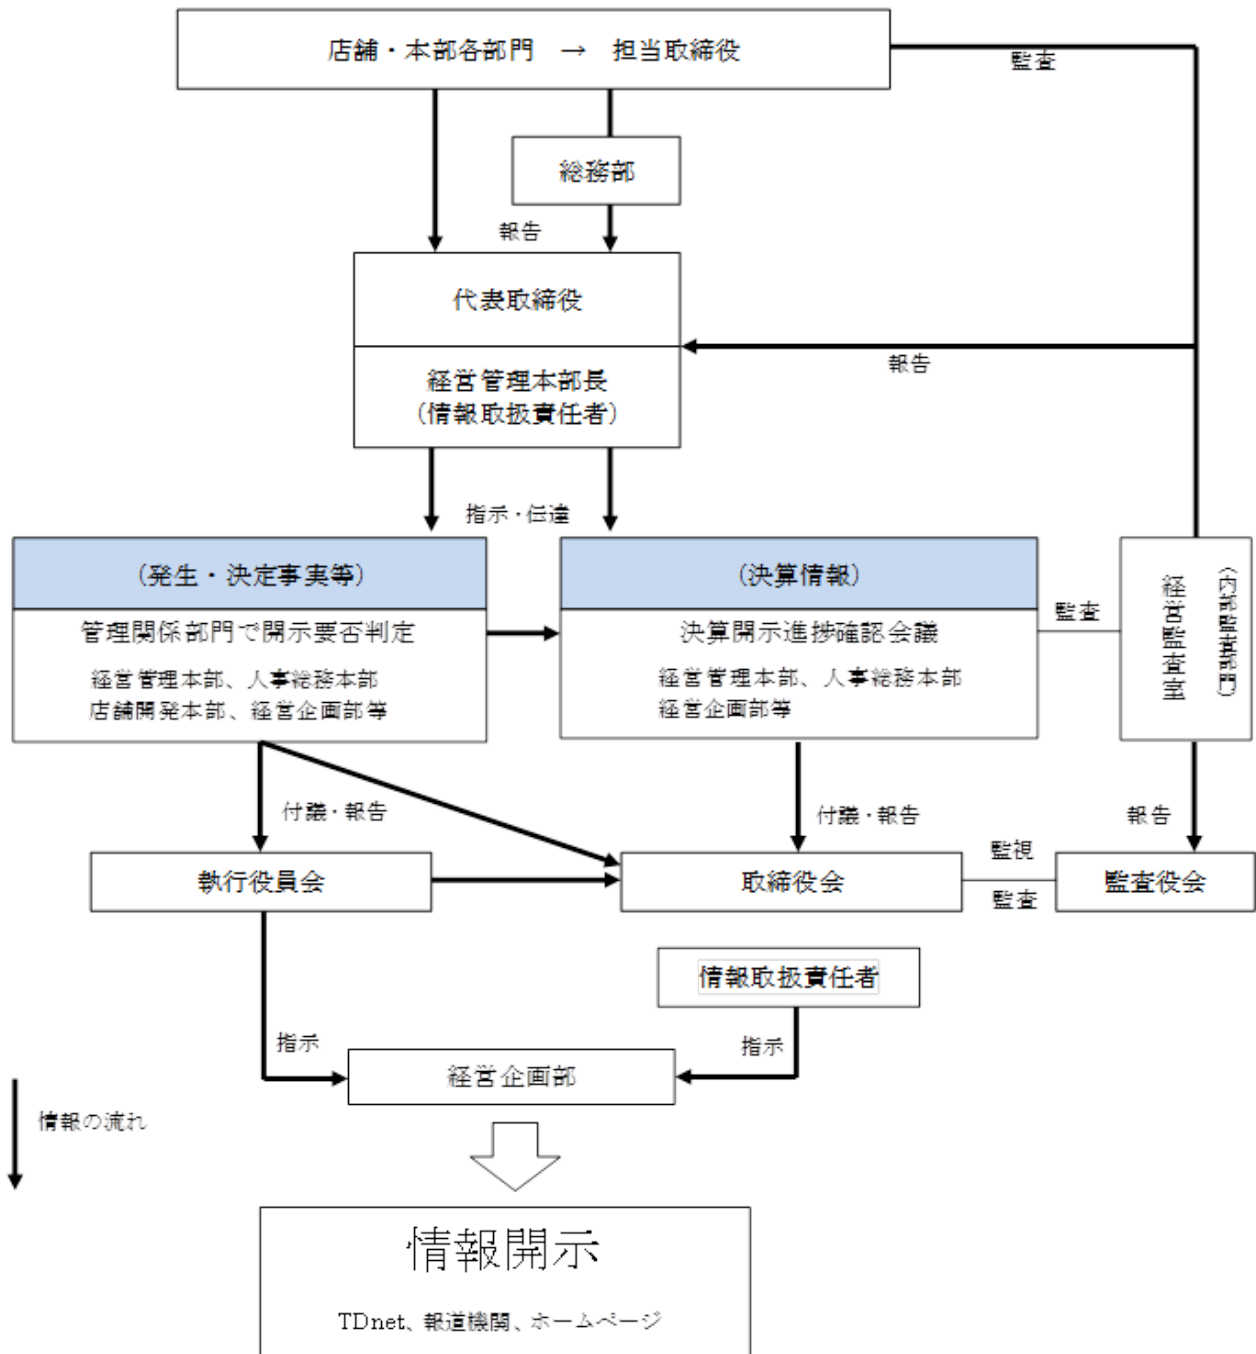 店舗・本部各部門 → 担当取締役
監査
総務部
報告
代表取締役
報告
経営管理本部長
（情報取扱責任者）
指示・伝達
（発生・決定事実等）
管理関係部門で開示要否判定
経営管理本部、人事総務本部
店舗開発本部、経営企画部等
（決算情報）
決算開示進捗確認会議
経営管理本部、人事総務本部
経営企画部等
監査
（内部監査部門）
経営監査室
付議・報告
付議・報告
報告
執行役員会
取締役会
監視
監査
監査役会
情報取扱責任者
指示
指示
経営企画部
情報の流れ
情報開示
TDnet、報道機関、ホームページ